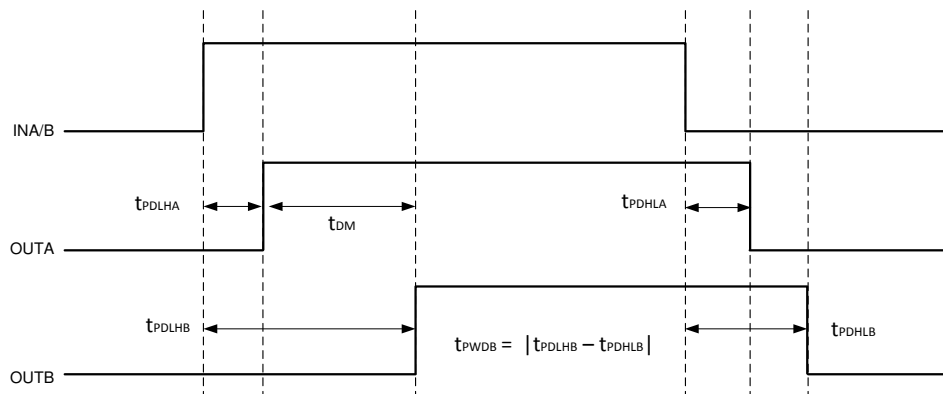 INA/B
tPDLHA
tDM
tPDHLA
OUTA
tPDLHB
tPWDB = |tPDLHB – tPDHLB|
tPDHLB
OUTB